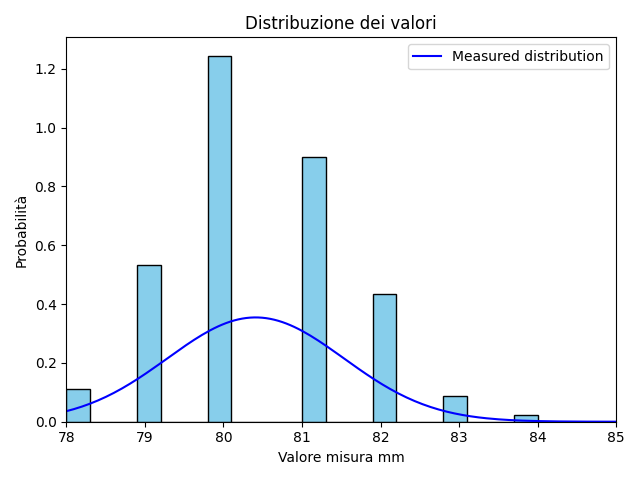 Distribuzione dei valori
Measured distribution
Probabilità
1.2
1.0
0.8
0.6
0.4
0.2
0.0
78 79 80 81 82 83 84 85
Valore misura mm